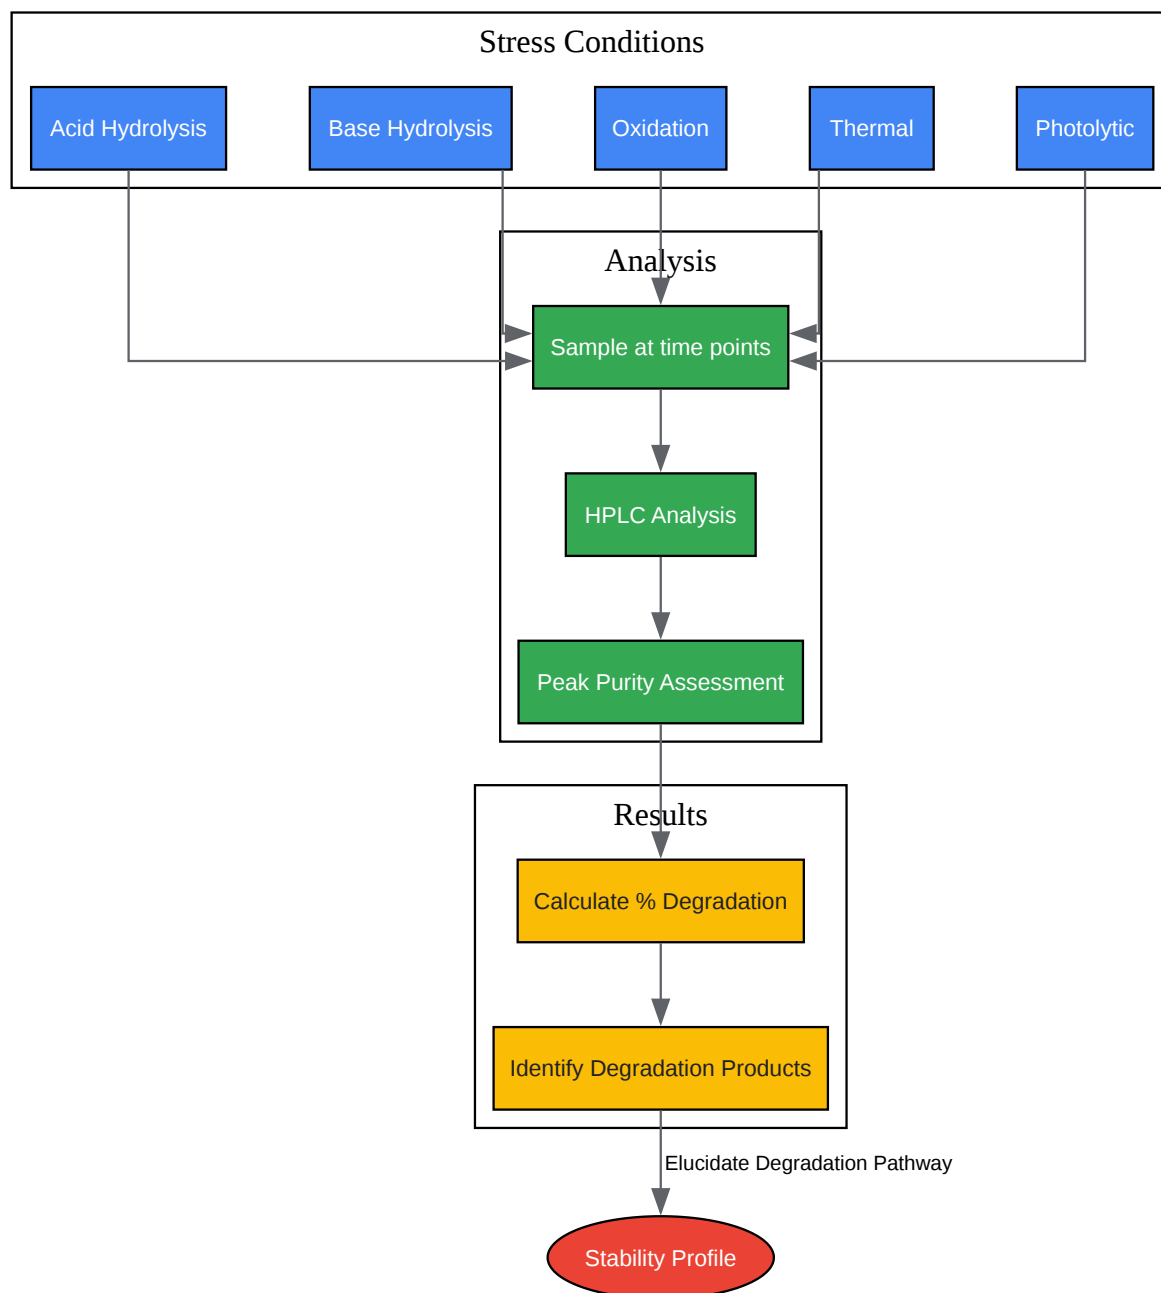 Stress Conditions
Acid Hydrolysis
Base Hydrolysis
Oxidation
Thermal
Photolytic
Analysis
Sample at time points
HPLC Analysis
Peak Purity Assessment
Results
Calculate % Degradation
Identify Degradation Products
Elucidate Degradation Pathway
Stability Profile